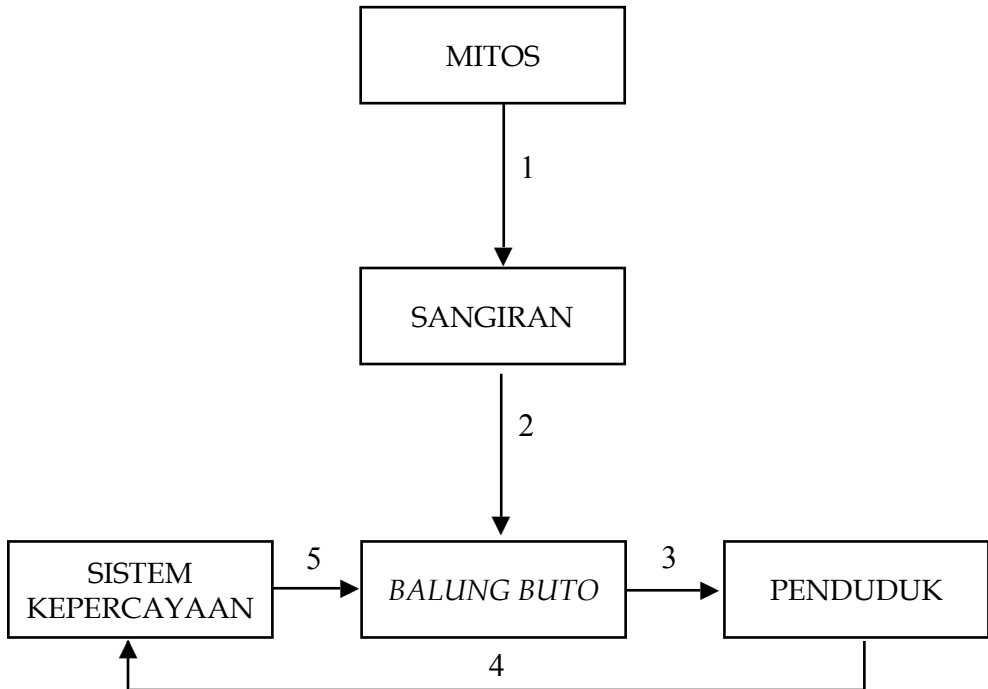 MITOS
1
SANGIRAN
2
SISTEM
KEPERCAYAAN
5
BALUNG BUTO
3
PENDUDUK
4